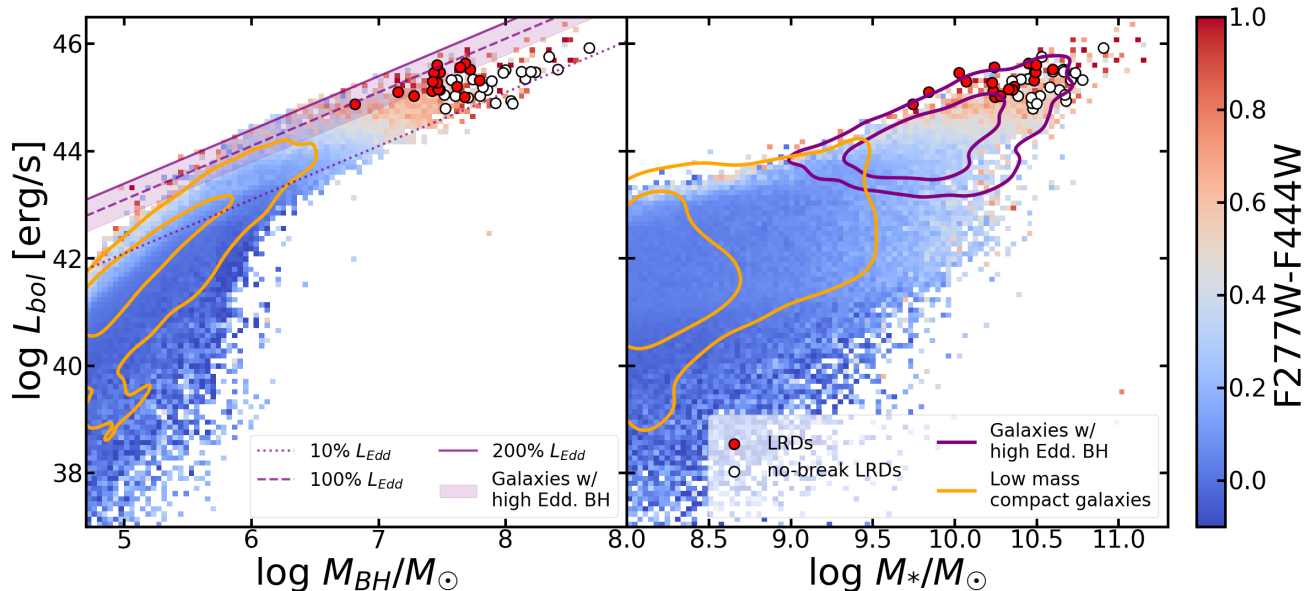 log L_bol [erg/s]
46
44
42
40
38
10% L_Edd
100% L_Edd
200% L_Edd
Galaxies w/
high Edd. BH
5
6
7
8
log M_BH/M_⊙
LRDs
no-break LRDs
Galaxies w/
high Edd. BH
Low mass
compact galaxies
8.0
8.5
9.0
9.5
10.0
10.5
11.0
log M_*/M_⊙
1.0
0.8
0.6
0.4
0.2
0.0
F277W-F444W